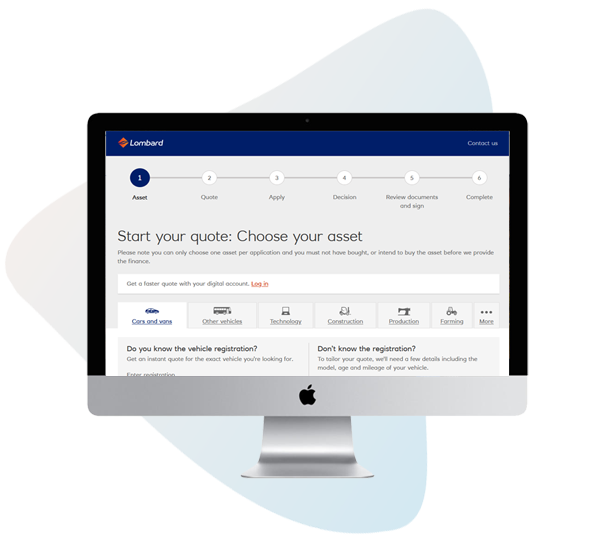 Lombard
Contact us
1
2
3
4
5
6
Asset
Quote
Apply
Decision
Review documents
and sign
Complete
Start your quote: Choose your asset
Please note you can only choose one asset per application and you must not have bought, or intend to buy the asset before we provide
the finance.
Get a faster quote with your digital account. Log in
Cars and vans
Other vehicles
Technology
Construction
Production
Farming
More
Do you know the vehicle registration?
Get an instant quote for the exact vehicle you're looking for.
Enter registration
Don't know the registration?
To tailor your quote, we'll need a few details including the
model, age and mileage of your vehicle.